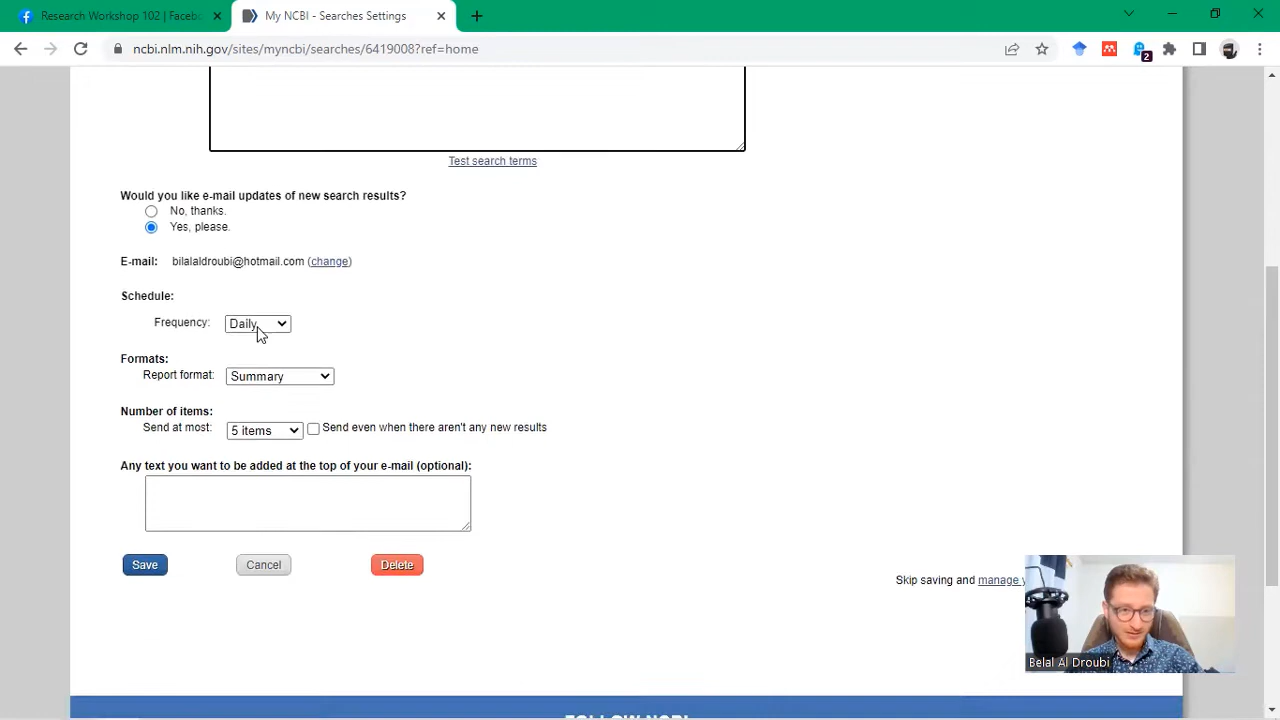 Research Workshop 102 | Facebo
My NCBI - Searches Settings
ncbi.nlm.nih.gov/sites/myncbi/searches/6419008?ref=home
2
Test search terms
Would you like e-mail updates of new search results?
No, thanks.
Yes, please.
E-mail: bilalaldroubi@hotmail.com (change)
Schedule:
Frequency: Daily
Formats:
Report format: Summary
Number of items:
Send at most: 5 items Send even when there aren't any new results
Any text you want to be added at the top of your e-mail (optional):
Save Cancel Delete
Skip saving and manage y
Belal Al Droubi
FOLLOW NCBI